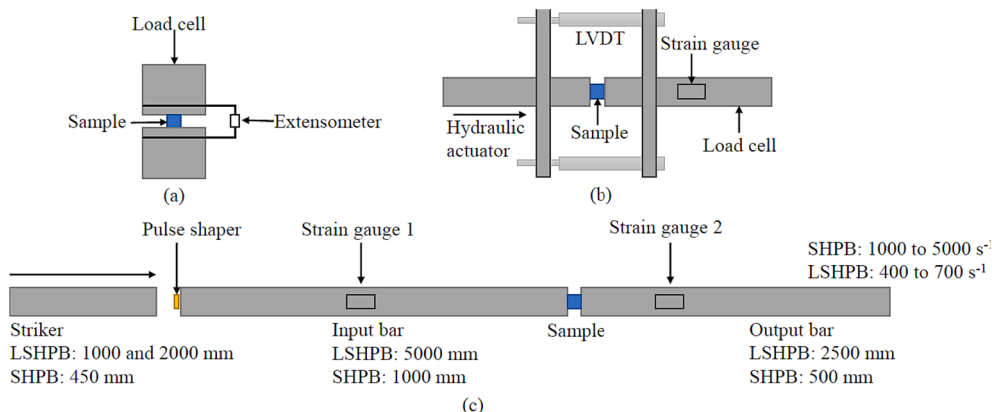 Load cell
Sample
Extensometer
(a)
LVDT
Strain gauge
Hydraulic
actuator
Sample
Load cell
(b)
Pulse shaper
Strain gauge 1
Strain gauge 2
SHPB: 1000 to 5000 s⁻¹
LSHPB: 400 to 700 s⁻¹
Striker
LSHPB: 1000 and 2000 mm
SHPB: 450 mm
Input bar
LSHPB: 5000 mm
SHPB: 1000 mm
Sample
Output bar
LSHPB: 2500 mm
SHPB: 500 mm
(c)